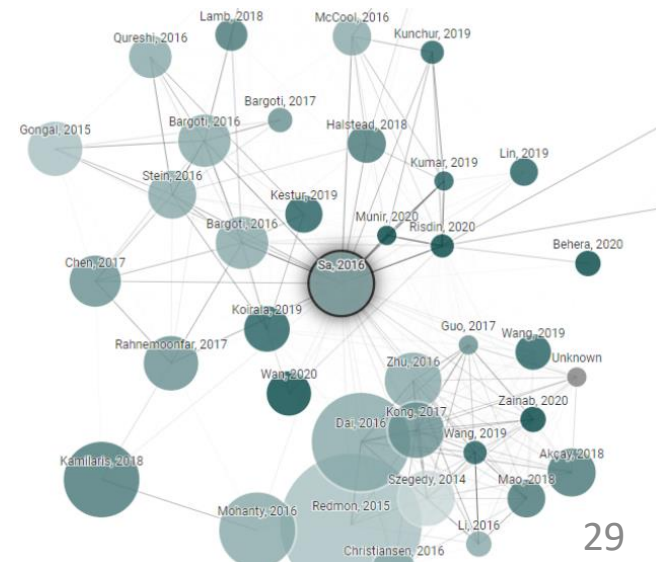 Lamb, 2018
McCool, 2016
Qureshi, 2016
Kunchur, 2019
Bargoti, 2017
Gongal, 2015
Bargoti, 2016
Halstead, 2018
Lin, 2019
Kumar, 2019
Stein, 2016
Kestur, 2019
Munir, 2020
Bargoti, 2016
Risdin, 2020
Behera, 2020
Chen, 2017
Sa, 2016
Koirala, 2019
Guo, 2017
Wang, 2019
Rahnemoonfar, 2017
Unknown
Zhu, 2016
Wan, 2020
Zainab, 2020
Kong, 2017
Dai, 2016
Wang, 2019
Akçay, 2018
Kamilaris, 2018
Szegedy, 2014
Mao, 2018
Mohanty, 2016
Redmon, 2015
Li, 2016
29
Christiansen, 2016